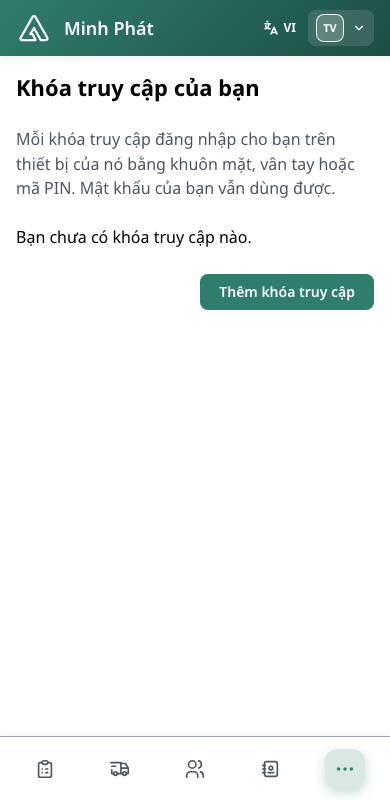 Minh Phát
VI
TV
Khóa truy cập của bạn
Mỗi khóa truy cập đăng nhập cho bạn trên
thiết bị của nó bằng khuôn mặt, vân tay hoặc
mã PIN. Mật khẩu của bạn vẫn dùng được.
Bạn chưa có khóa truy cập nào.
Thêm khóa truy cập